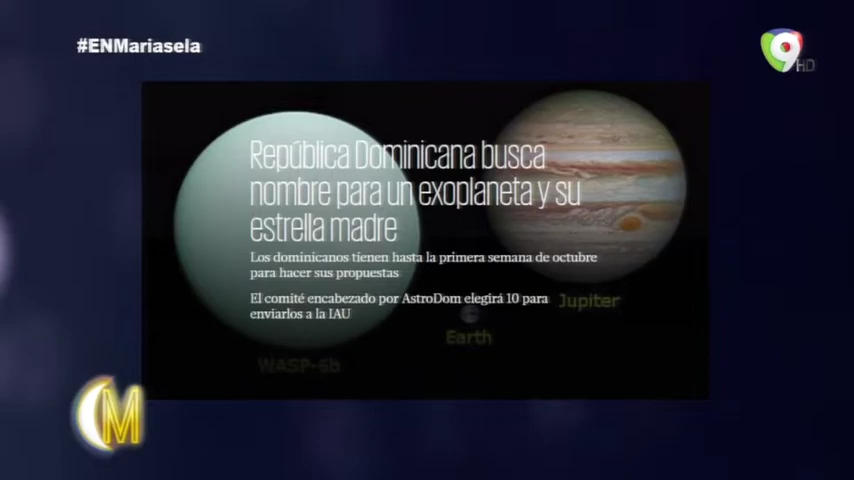 #ENMariasela
9
HD
República Dominicana busca
nombre para un exoplaneta y su
estrella madre
Los dominicanos tienen hasta la primera semana de octubre
para hacer sus propuestas
El comité encabezado por AstroDom elegirá 10 para
enviarlos a la IAU
Jupiter
Earth
WASP-6b
M